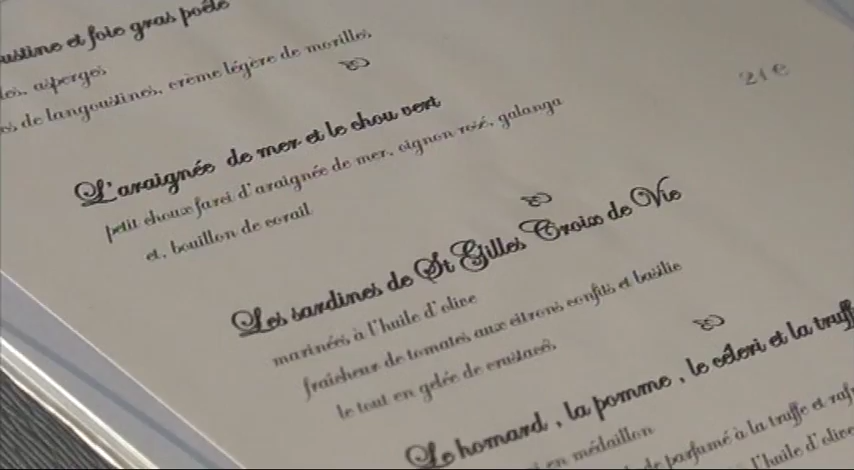 et foie gras poêlé
asperges
de langoustines, crème légère de morilles
21 €
L'araignée de mer et le chou vert
petit choux farci d'araignée de mer, oignon rosé, galanga
et, bouillon de corail
Les sardines de St Gilles Croix de Vie
marinées à l'huile d'olive
fraîcheur de tomates aux citrons confits et basilic
le tout en gelée de crustacés
Le homard, la pomme, le céleri et la
en médaillon
de parfumé à la truffe et
l'huile d'olive